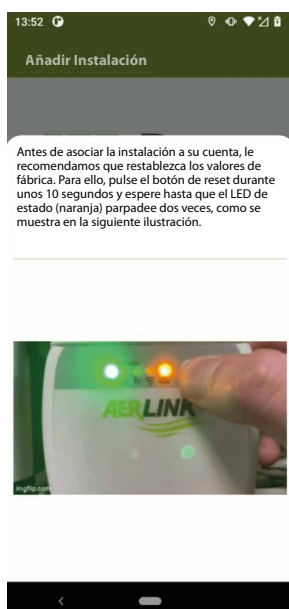 13:52
Añadir Instalación
Antes de asociar la instalación a su cuenta, le
recomendamos que restablezca los valores de
fábrica. Para ello, pulse el botón de reset durante
unos 10 segundos y espere hasta que el LED de
estado (naranja) parpadee dos veces, como se
muestra en la siguiente ilustración.
AERLINK
imgflip.com